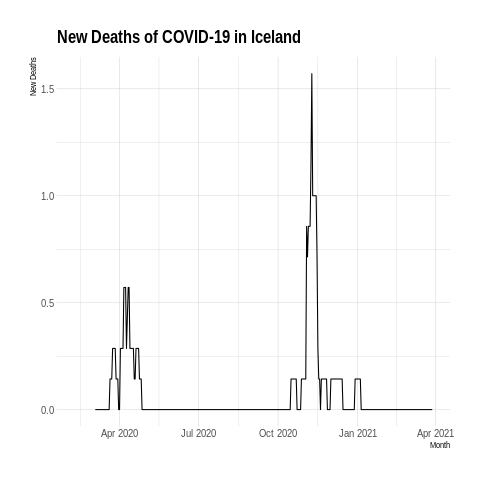 New Deaths of COVID-19 in Iceland
New Deaths
1.5
1.0
0.5
0.0
Apr 2020
Jul 2020
Oct 2020
Jan 2021
Apr 2021
Month